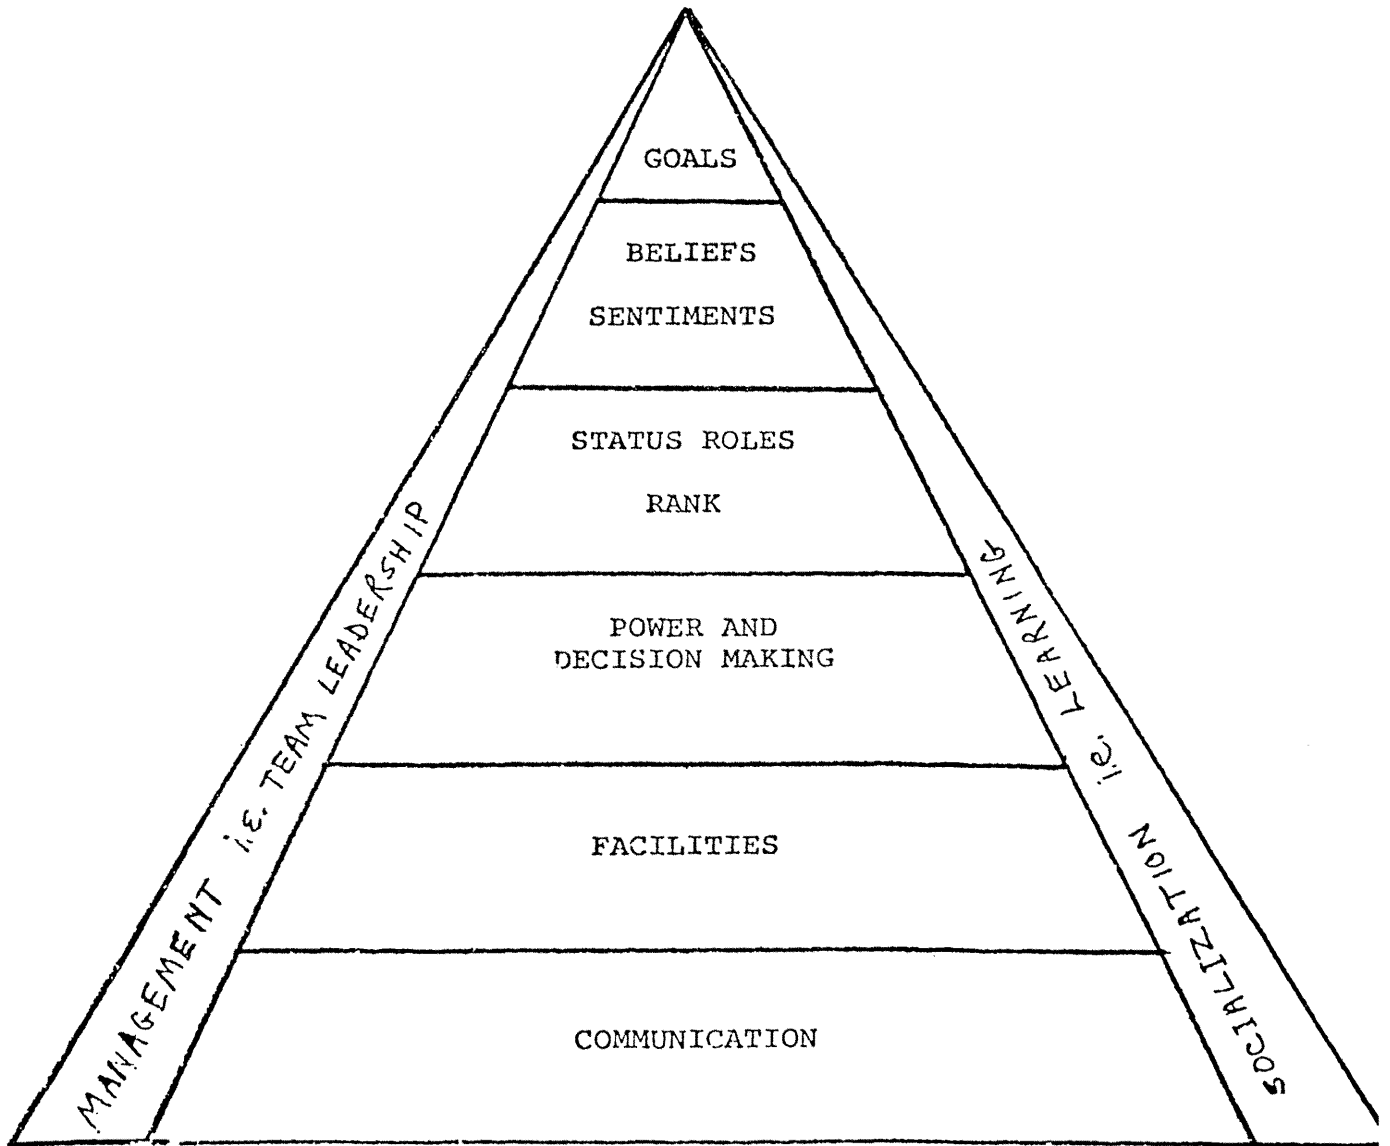 GOALS
BELIEFS
SENTIMENTS
STATUS ROLES
RANK
POWER AND
DECISION MAKING
FACILITIES
COMMUNICATION
MANAGEMENT i.E. TEAM LEADERSHIP
SOCIALIZATION i.e. LEARNING